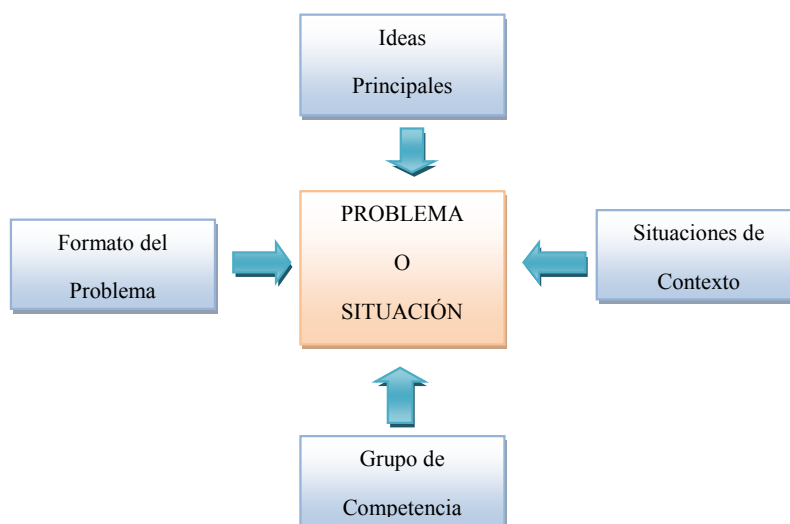 Ideas
Principales
Formato del
Problema
PROBLEMA
O
SITUACIÓN
Situaciones de
Contexto
Grupo de
Competencia